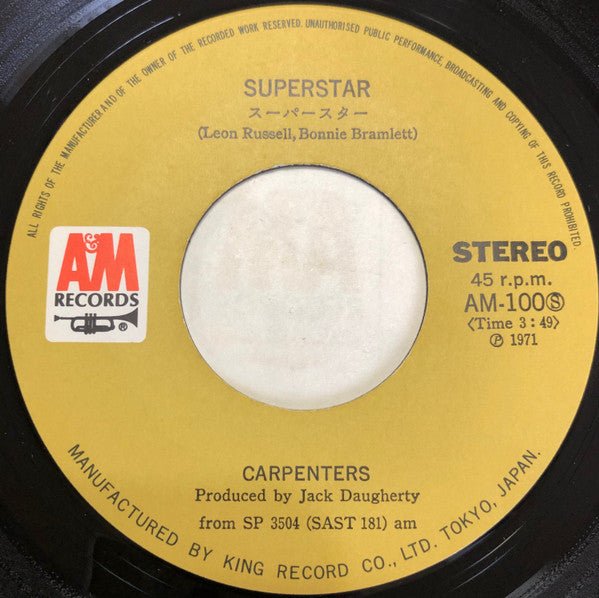 ALL RIGHTS OF THE MANUFACTURER AND OF THE OWNER OF THE RECORDED WORK RESERVED. UNAUTHORISED PUBLIC PERFORMANCE, BROADCASTING AND COPYING OF THIS RECORD PROHIBITED.
SUPERSTAR
スーパースター
(Leon Russell, Bonnie Bramlett)
A&M
RECORDS
®
STEREO
45 r.p.m.
AM-100Ⓢ
〈Time 3:49〉
Ⓟ 1971
CARPENTERS
Produced by Jack Daugherty
from SP 3504 (SAST 181) am
MANUFACTURED BY KING RECORD CO., LTD. TOKYO, JAPAN.